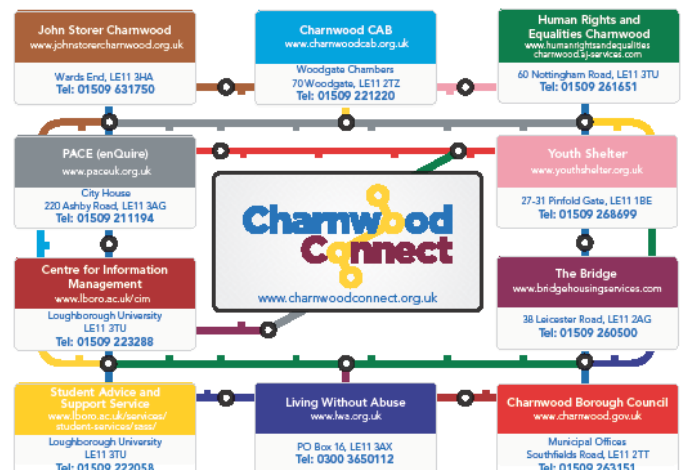 John Storer Charnwood
www.johnstorercharnwood.org.uk
Wards End, LE11 3HA
Tel: 01509 631750
Charnwood CAB
www.charnwoodcab.org.uk
Woodgate Chambers
70 Woodgate, LE11 2TZ
Tel: 01509 221220
Human Rights and
Equalities Charnwood
www.humanrightsandequalities
charnwood.aj-services.com
60 Nottingham Road, LE11 3TU
Tel: 01509 261651
PACE (enQuire)
www.paceuk.org.uk
City House
220 Ashby Road, LE11 3AG
Tel: 01509 211194
Charnwood
Connect
www.charnwoodconnect.org.uk
Youth Shelter
www.youthshelter.org.uk
27-31 Pinfold Gate, LE11 1BE
Tel: 01509 268699
Centre for Information
Management
www.lboro.ac.uk/cim
Loughborough University
LE11 3TU
Tel: 01509 223288
The Bridge
www.bridgehousingservices.com
38 Leicester Road, LE11 2AG
Tel: 01509 260500
Student Advice and
Support Service
www.lboro.ac.uk/services/
student-services/sass/
Loughborough University
LE11 3TU
Tel: 01509 222058
Living Without Abuse
www.lwa.org.uk
PO Box 16, LE11 3AX
Tel: 0300 3650112
Charnwood Borough Council
www.charnwood.gov.uk
Municipal Offices
Southfields Road, LE11 2TT
Tel: 01509 263151